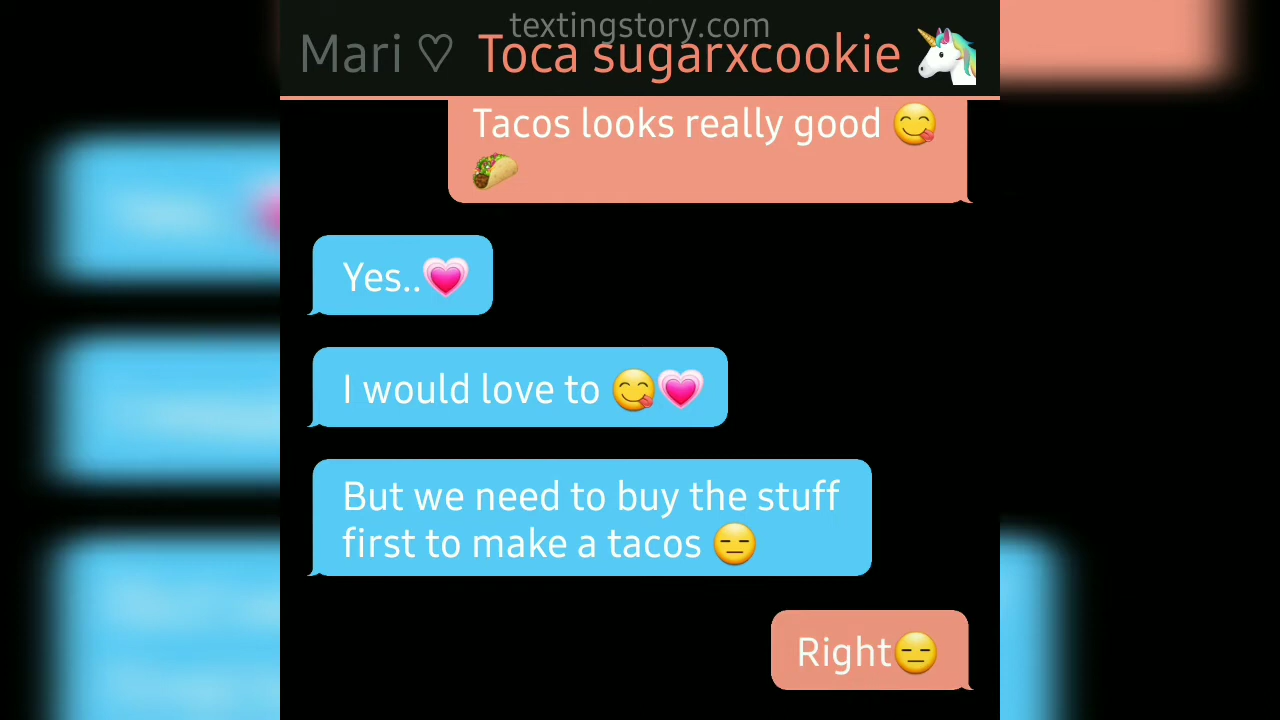 textingstory.com
Mari ♡ Toca sugarxcookie 🦄
Tacos looks really good 😋
🌮
Yes..💗
I would love to 😋💗
But we need to buy the stuff
first to make a tacos 😑
Right😑